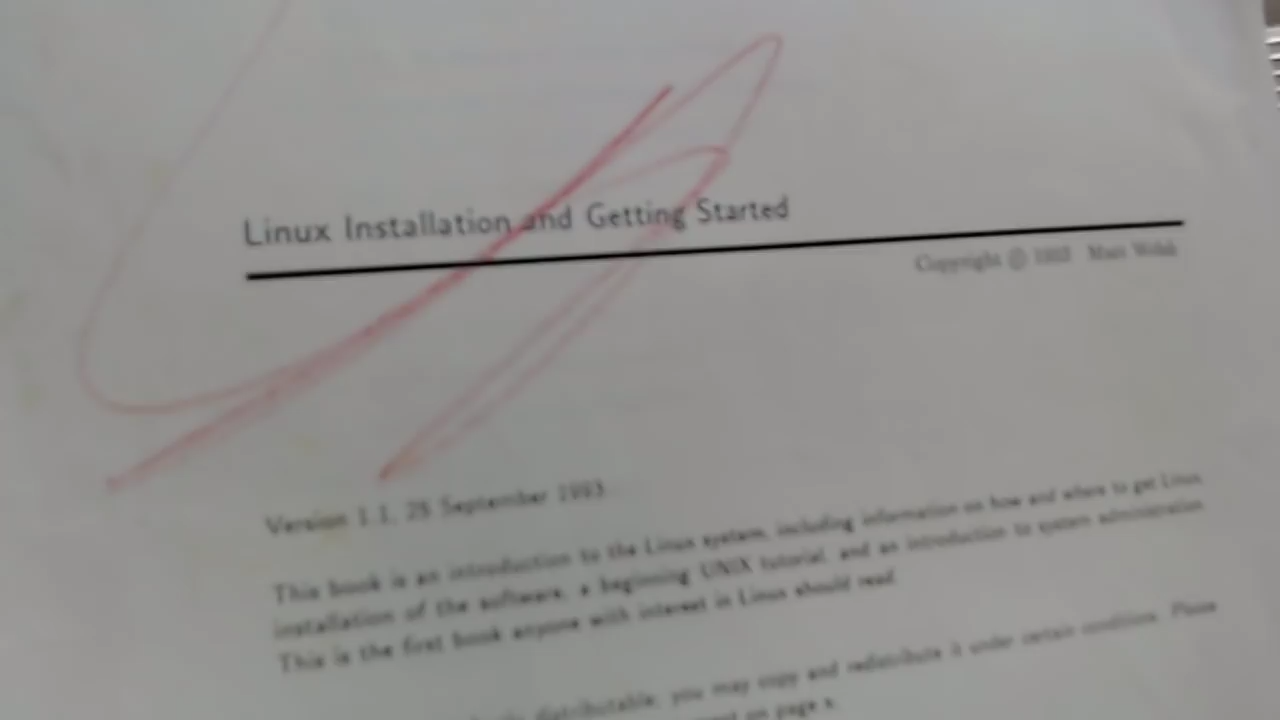 Linux Installation and Getting Started
Copyright © 1993 Matt Welsh
Version 1.1, 25 September 1993.
This book is an introduction to the Linux system, including information on how and where to get Linux,
installation of the software, a beginning UNIX tutorial, and an introduction to system administration
This is the first book anyone with interest in Linux should read.
distributable; you may copy and redistribute it under certain conditions. Please
on page x.